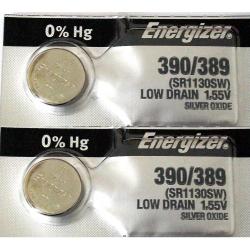 0% Hg
Energizer
390/389
(SR1130SW)
LOW DRAIN 1.55V
SILVER OXIDE
0% Hg
Energizer
390/389
(SR1130SW)
LOW DRAIN 1.55V
SILVER OXIDE